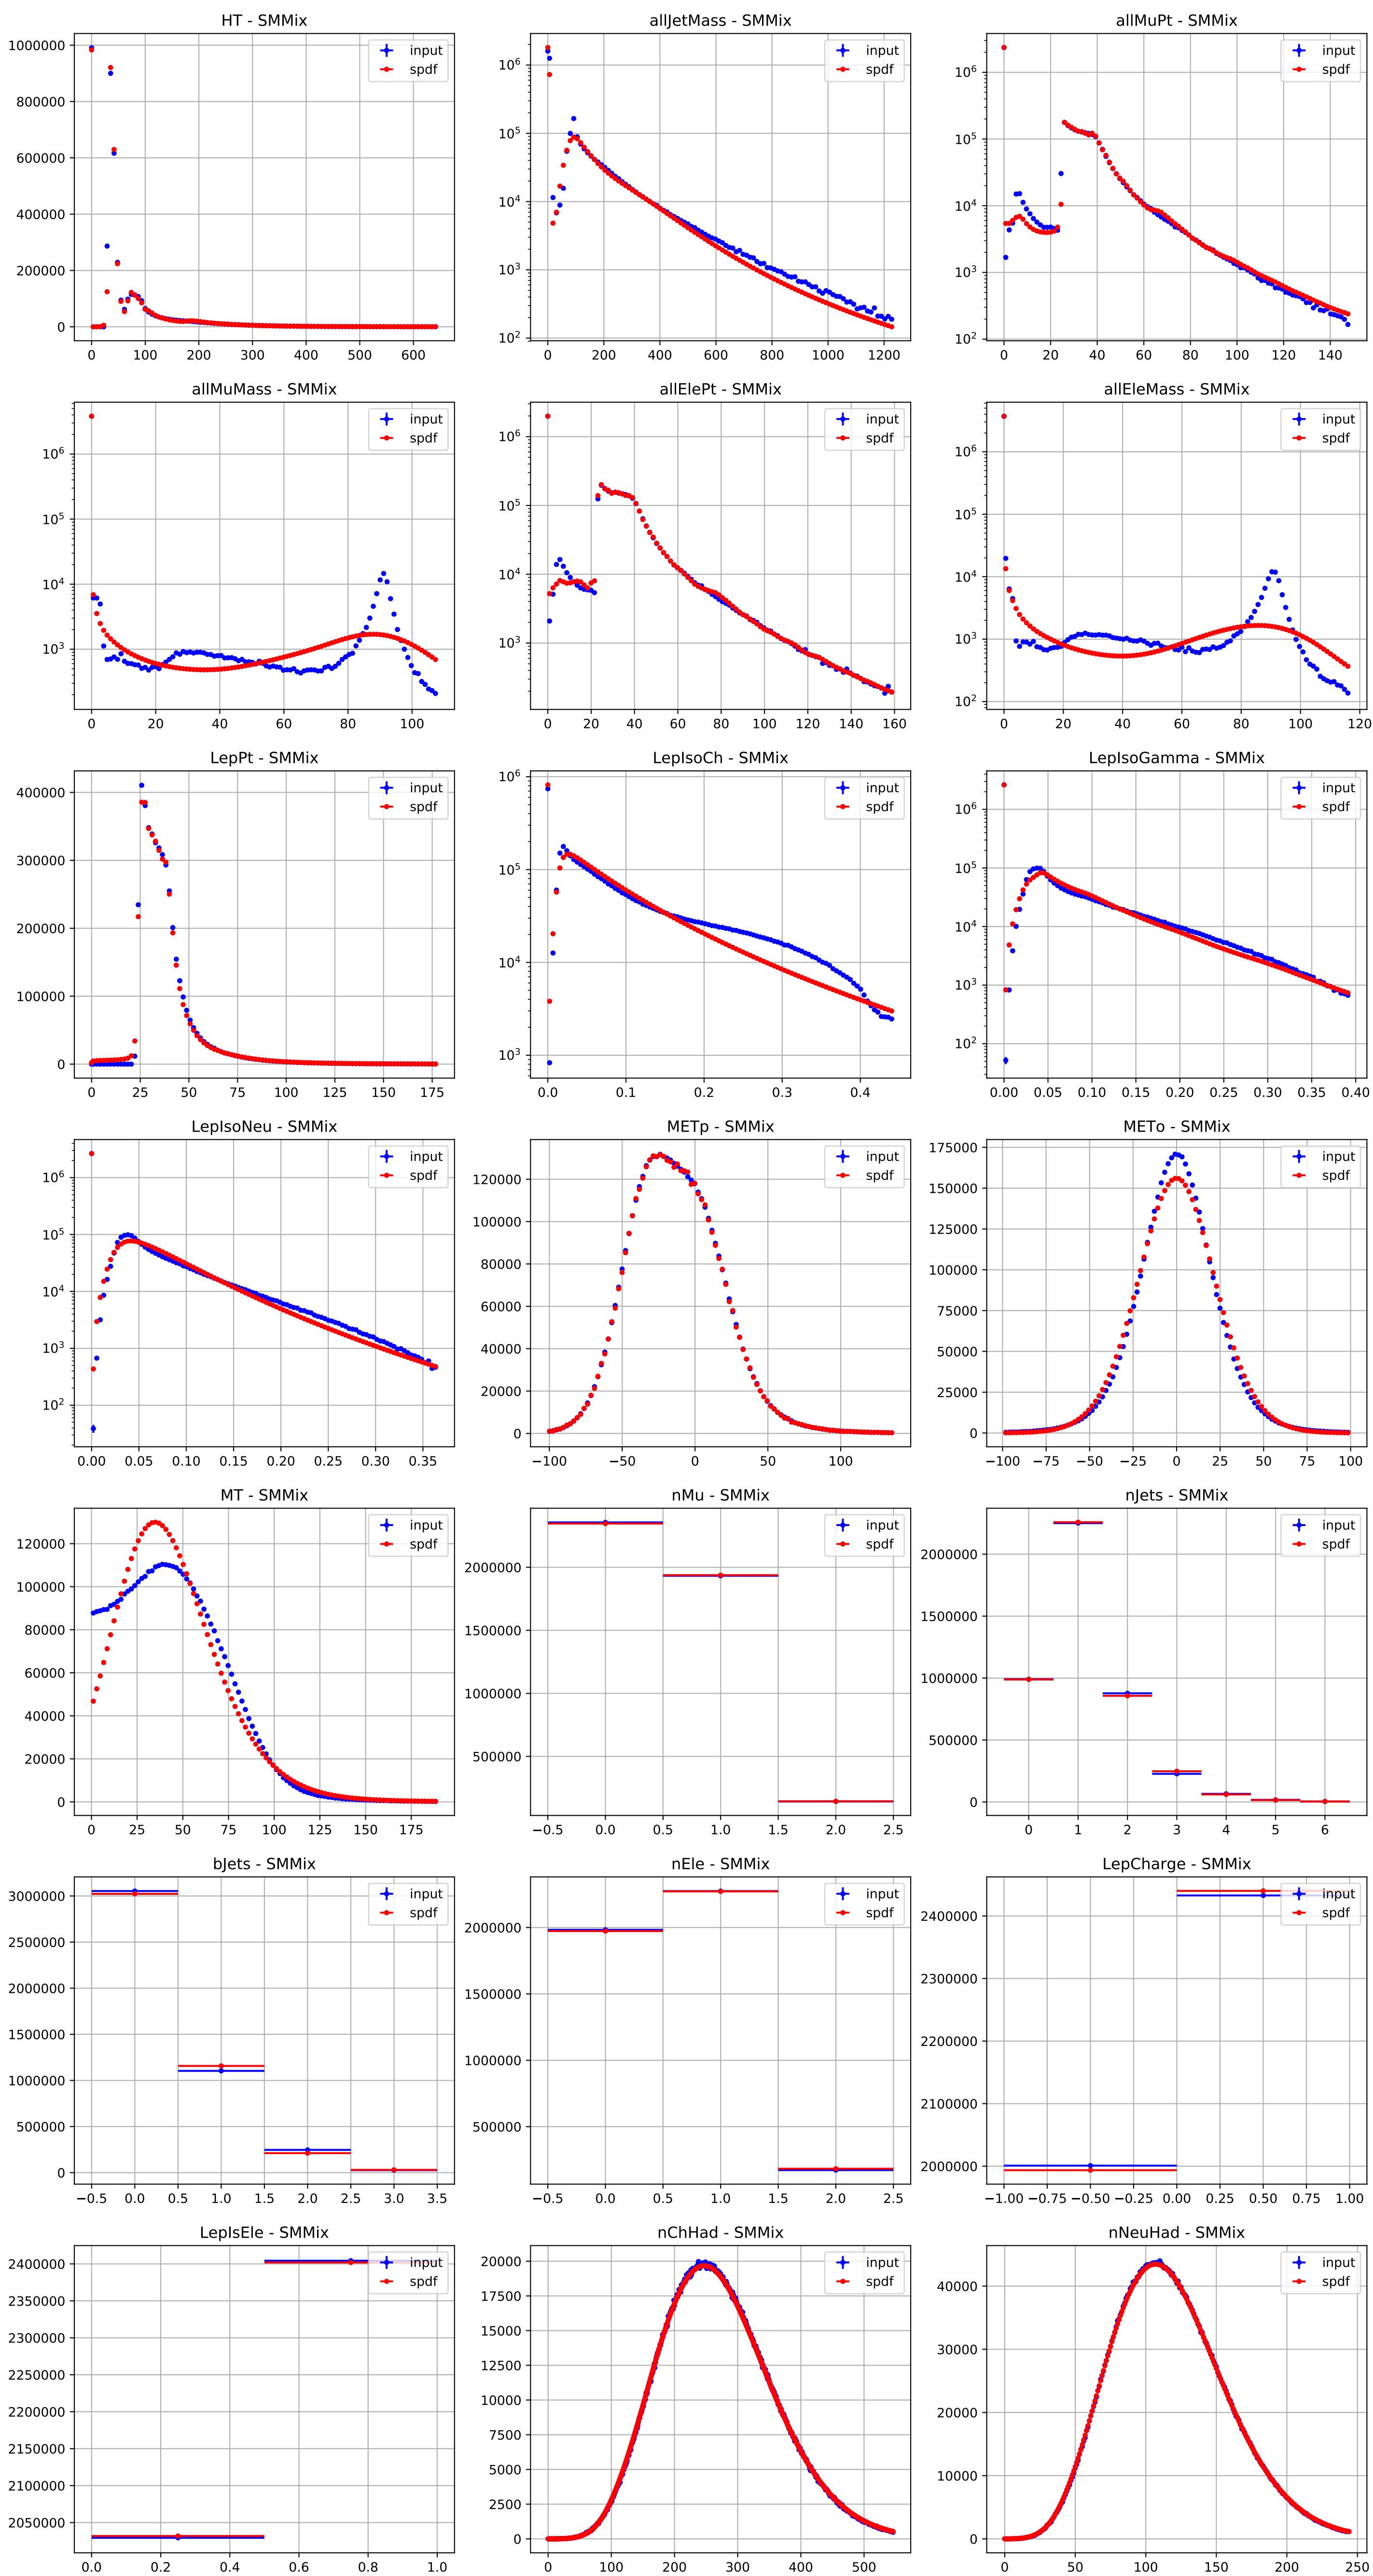 HT - SMMix
input
spdf
1000000
800000
600000
400000
200000
0
0 100 200 300 400 500 600
allJetMass - SMMix
input
spdf
10^6
10^5
10^4
10^3
10^2
0 200 400 600 800 1000 1200
allMuPt - SMMix
input
spdf
10^6
10^5
10^4
10^3
10^2
0 20 40 60 80 100 120 140
allMuMass - SMMix
input
spdf
10^6
10^5
10^4
10^3
0 20 40 60 80 100
allElePt - SMMix
input
spdf
10^6
10^5
10^4
10^3
0 20 40 60 80 100 120 140 160
allEleMass - SMMix
input
spdf
10^6
10^5
10^4
10^3
10^2
0 20 40 60 80 100 120
LepPt - SMMix
input
spdf
400000
300000
200000
100000
0
0 25 50 75 100 125 150 175
LepIsoCh - SMMix
input
spdf
10^6
10^5
10^4
10^3
0.0 0.1 0.2 0.3 0.4
LepIsoGamma - SMMix
input
spdf
10^6
10^5
10^4
10^3
10^2
0.00 0.05 0.10 0.15 0.20 0.25 0.30 0.35 0.40
LepIsoNeu - SMMix
input
spdf
10^6
10^5
10^4
10^3
10^2
0.00 0.05 0.10 0.15 0.20 0.25 0.30 0.35
METp - SMMix
input
spdf
120000
100000
80000
60000
40000
20000
0
−100 −50 0 50 100
METo - SMMix
input
spdf
175000
150000
125000
100000
75000
50000
25000
0
−100 −75 −50 −25 0 25 50 75 100
MT - SMMix
input
spdf
120000
100000
80000
60000
40000
20000
0
0 25 50 75 100 125 150 175
nMu - SMMix
input
spdf
2000000
1500000
1000000
500000
−0.5 0.0 0.5 1.0 1.5 2.0 2.5
nJets - SMMix
input
spdf
2000000
1500000
1000000
500000
0
0 1 2 3 4 5 6
bJets - SMMix
input
spdf
3000000
2500000
2000000
1500000
1000000
500000
0
−0.5 0.0 0.5 1.0 1.5 2.0 2.5 3.0 3.5
nEle - SMMix
input
spdf
2000000
1500000
1000000
500000
−0.5 0.0 0.5 1.0 1.5 2.0 2.5
LepCharge - SMMix
input
spdf
2400000
2300000
2200000
2100000
2000000
−1.00 −0.75 −0.50 −0.25 0.00 0.25 0.50 0.75 1.00
LepIsEle - SMMix
input
spdf
2400000
2350000
2300000
2250000
2200000
2150000
2100000
2050000
0.0 0.2 0.4 0.6 0.8 1.0
nChHad - SMMix
input
spdf
20000
17500
15000
12500
10000
7500
5000
2500
0
0 100 200 300 400 500
nNeuHad - SMMix
input
spdf
40000
30000
20000
10000
0
0 50 100 150 200 250